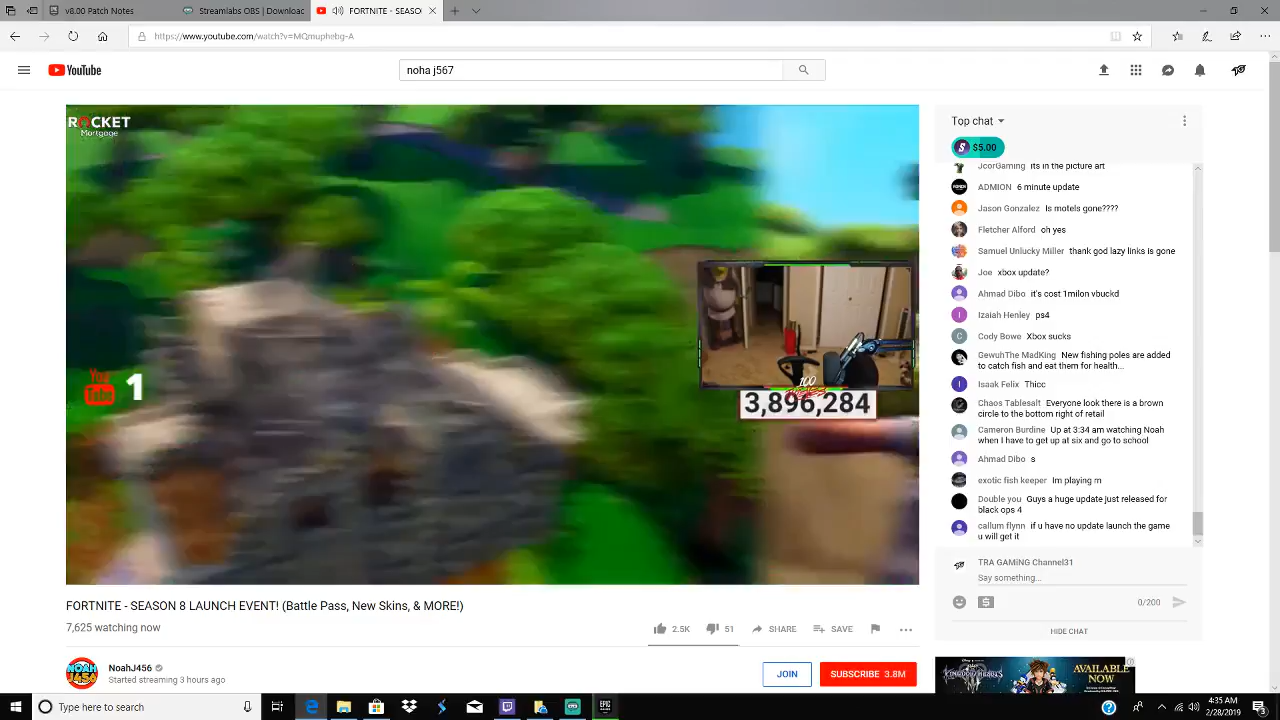 v8.00 Patch Notes
Streamlabs OBS | Download
FORTNITE - SEASO
https://www.youtube.com/watch?v=MQmuphebg-A
YouTube
noha j567
ROCKET
Mortgage
You
Tube
1
100
3,896,284
Top chat
$5.00
JcorGaming its in the picture art
ADMION 6 minute update
Jason Gonzalez Is motels gone????
Fletcher Alford oh yes
Samuel Unlucky Miller thank god lazy links is gone
Joe xbox update?
Ahmad Dibo it's cost 1milon vbuckd
Izaiah Henley ps4
Cody Bowe Xbox sucks
GewuhThe MadKing New fishing poles are added
to catch fish and eat them for health...
Isaak Felix Thicc
Chaos Tablesalt Everyone look there is a brown
circle to the bottom right of retail
Cameron Burdine Up at 3:34 am watching Noah
when I have to get up at six and go to school
Ahmad Dibo s
exotic fish keeper Im playing rn
Double you Guys a huge update just released for
black ops 4
callum flynn if u have no update launch the game
u will get it
TRA GAMiNG Channel31
Say something...
0/200
HIDE CHAT
FORTNITE - SEASON 8 LAUNCH EVENT! (Battle Pass, New Skins, & MORE!)
7,625 watching now
2.5K
51
SHARE
SAVE
NOAH
J456
NoahJ456
Started streaming 3 hours ago
JOIN
SUBSCRIBE 3.8M
KINGDOM HEARTS
AVAILABLE
NOW
Type here to search
EPIC
4:35 AM
2/28/2019